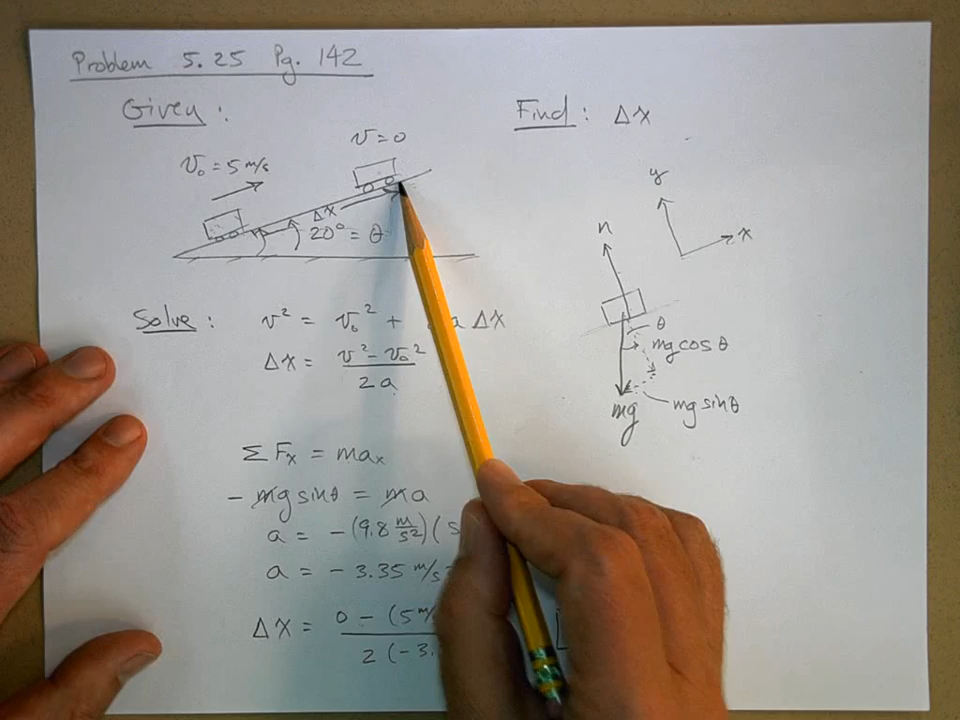 Problem 5.25 Pg. 142
Given:
Find: Δx
v=0
v₀ = 5 m/s
Δx
20° = θ
y
x
n
θ
mg cos θ
mg sin θ
mg
Solve: v² = v₀² + a Δx
Δx = v² - v₀² / 2a
Σ Fx = max
- mg sin θ = ma
a = -(9.8 m/s²)(s
a = - 3.35 m/s
Δx = 0 - (5 m/ / 2 (-3.